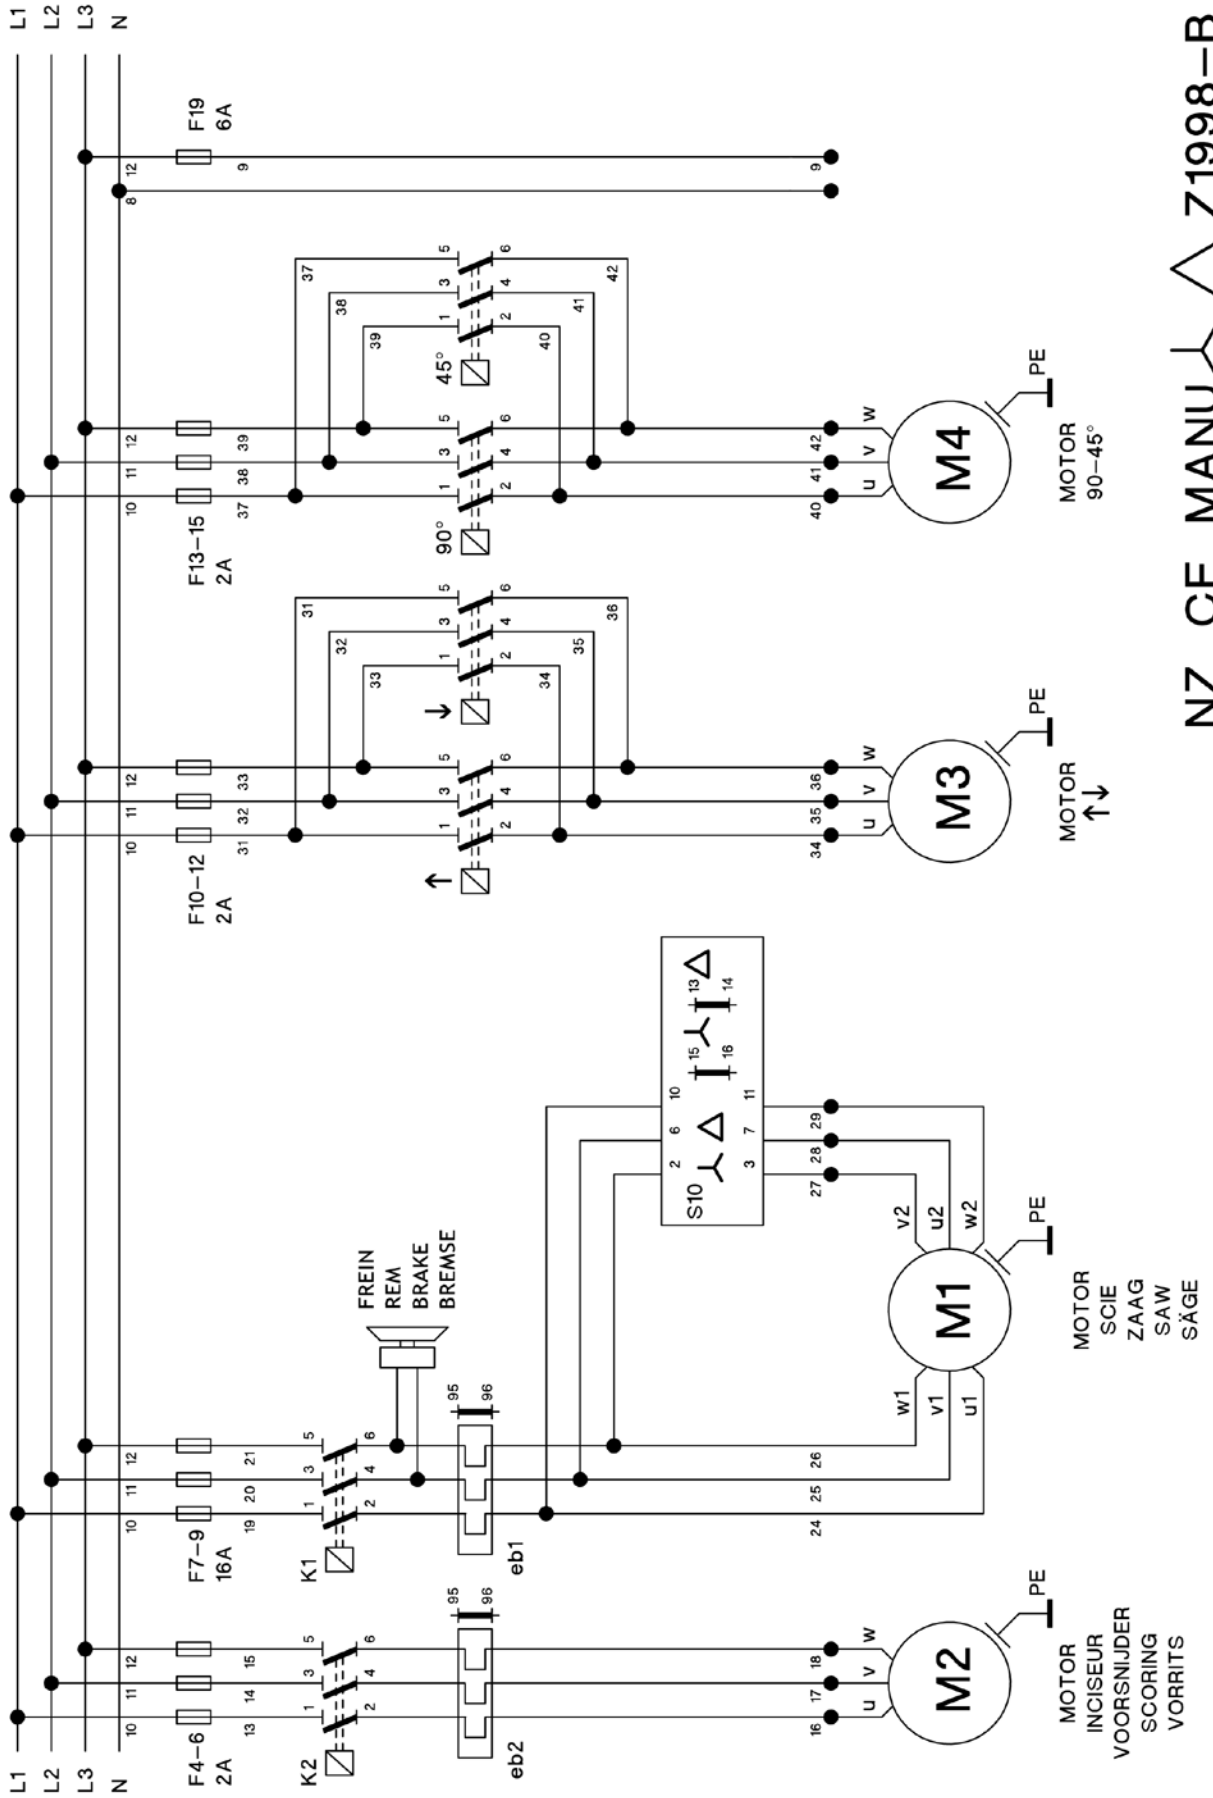 L1
L2
L3
N
L1
L2
L3
N
10
11
12
10
11
12
10
11
12
10
11
12
8
12
F4–6
2A
F7–9
16A
F10–12
2A
F13–15
2A
F19
6A
13
14
15
19
20
21
31
32
33
37
38
39
9
K2
1
3
5
2
4
6
K1
1
3
5
2
4
6
FREIN
REM
BRAKE
BREMSE
33
32
31
39
38
37
↑
1
3
5
2
4
6
↓
1
3
5
2
4
6
90°
1
3
5
2
4
6
45°
1
3
5
2
4
6
34
35
36
40
41
42
eb2
95
96
eb1
95
96
S10
2
6
10
15
13
3
7
11
16
14
16
17
18
24
25
26
27
28
29
34
35
36
40
41
42
9
u
v
w
w1
v1
u1
v2
u2
w2
u
v
w
u
v
w
M2
M1
M3
M4
PE
PE
PE
PE
MOTOR
INCISEUR
VOORSNIJDER
SCORING
VORRITS
MOTOR
SCIE
ZAAG
SAW
SÄGE
MOTOR
↑↓
MOTOR
90–45°
NZ CE MANU Z1998–B